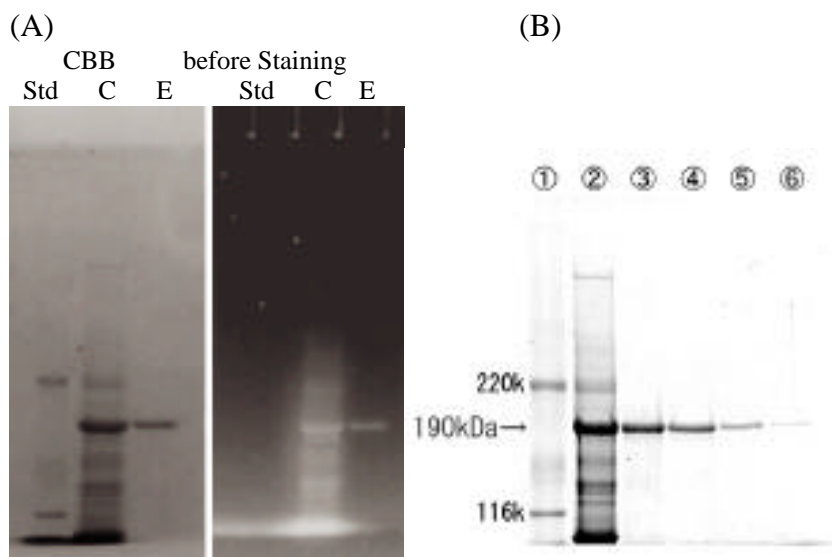 (A)
CBB before Staining
Std C E Std C E
(B)
① ② ③ ④ ⑤ ⑥
220k
190kDa→
116k